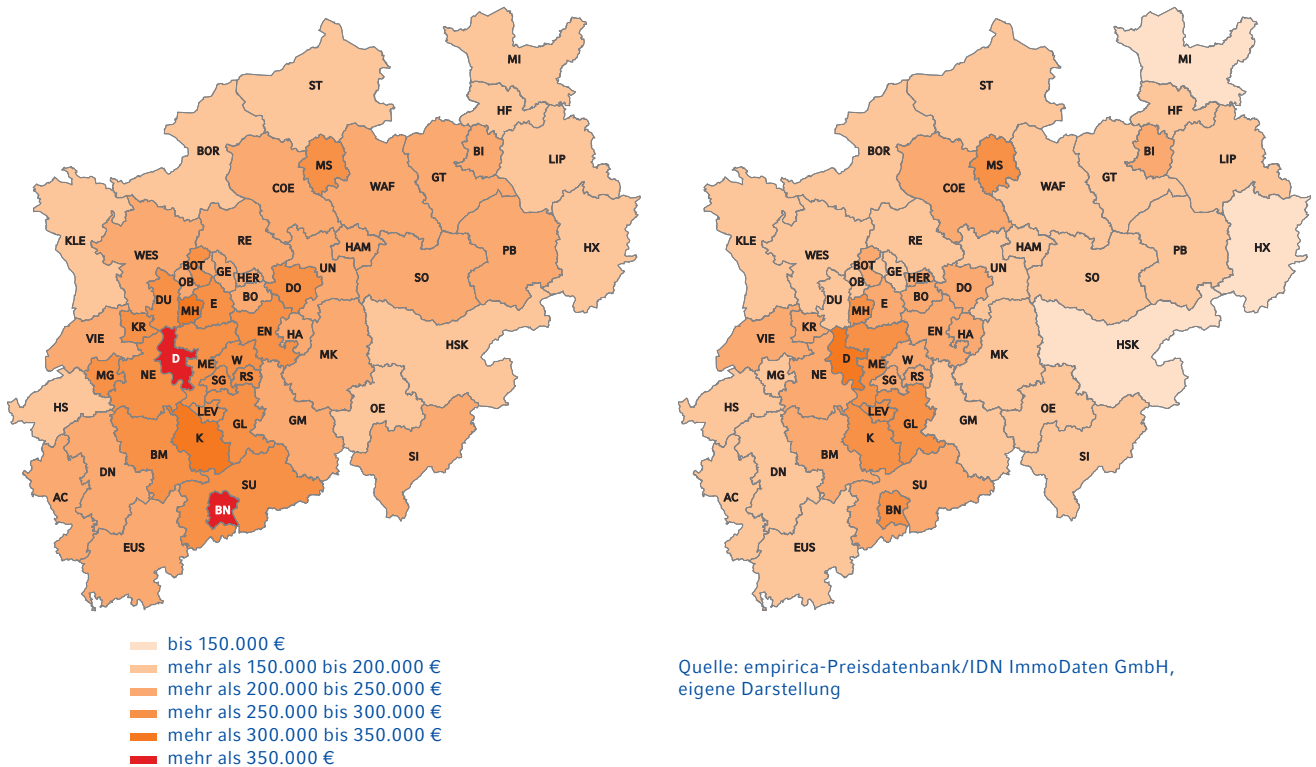 MI
ST
HF
BOR
MS
BI
LIP
COE
WAF
GT
KLE
RE
HAM
HX
WES
PB
BOT
GE
UN
OB
HER
SO
DU
DO
E
BO
MH
KR
EN
HA
VIE
HSK
D
ME
W
MK
MG
NE
SG
RS
HS
LEV
OE
K
GL
GM
BM
SI
DN
SU
AC
BN
EUS
MI
ST
HF
BOR
MS
BI
LIP
COE
WAF
GT
KLE
RE
HAM
HX
WES
PB
BOT
GE
UN
OB
HER
SO
DU
DO
E
BO
MH
KR
EN
HA
VIE
HSK
D
ME
W
MK
MG
NE
SG
RS
HS
LEV
OE
K
GL
GM
BM
SI
DN
SU
AC
BN
EUS
bis 150.000 €
mehr als 150.000 bis 200.000 €
mehr als 200.000 bis 250.000 €
mehr als 250.000 bis 300.000 €
mehr als 300.000 bis 350.000 €
mehr als 350.000 €
Quelle: empirica-Preisdatenbank/IDN ImmoDaten GmbH,
eigene Darstellung